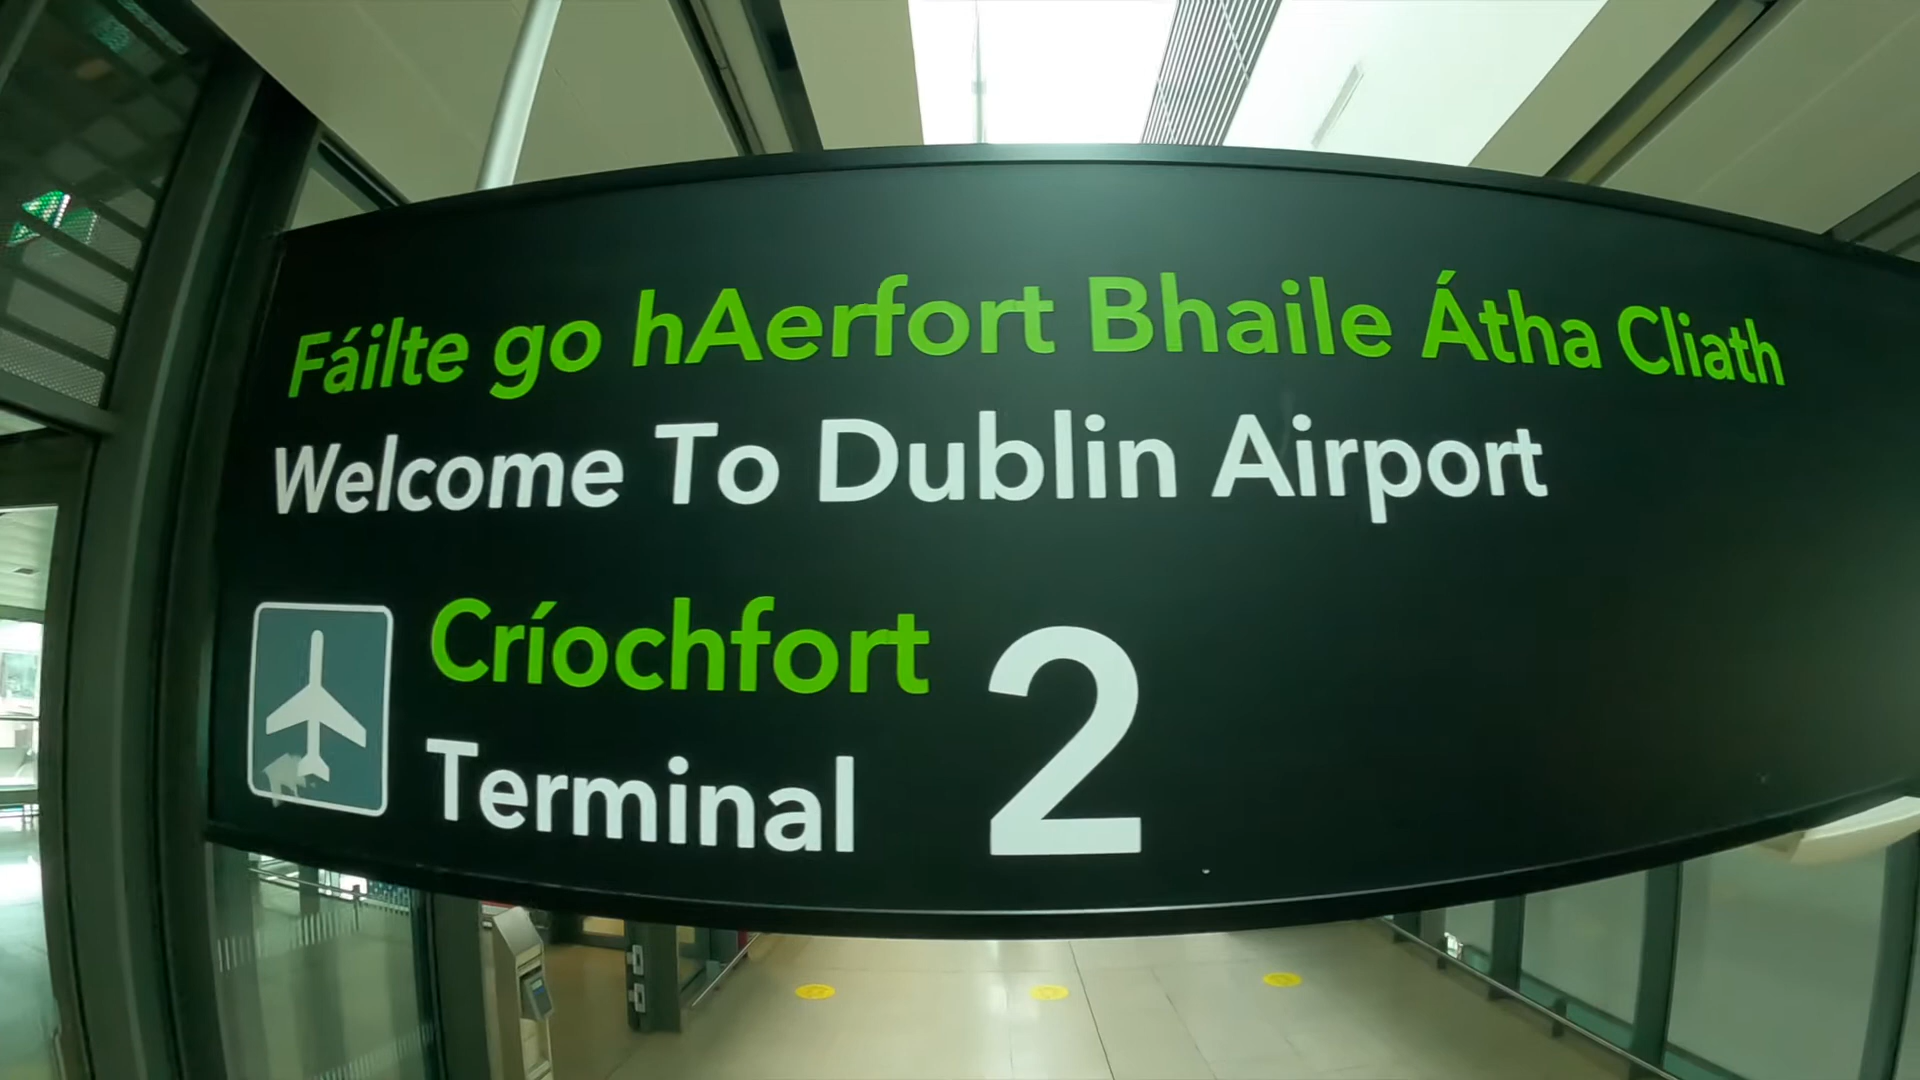 Fáilte go hAerfort Bhaile Átha Cliath
Welcome To Dublin Airport
Críochfort
Terminal
2